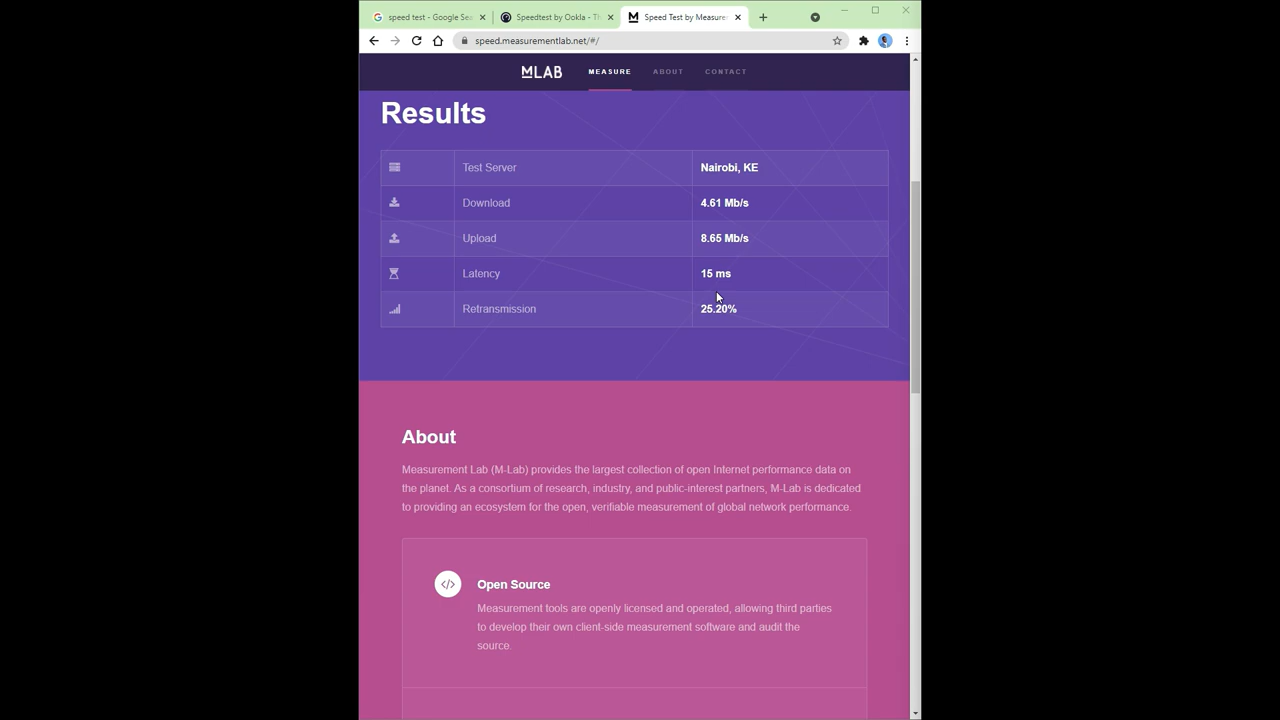 speed test - Google Sea
Speedtest by Ookla - Th
Speed Test by Measure
speed.measurementlab.net/#/
MLAB
MEASURE
ABOUT
CONTACT
Results
Test Server
Nairobi, KE
Download
4.61 Mb/s
Upload
8.65 Mb/s
Latency
15 ms
Retransmission
25.20%
About
Measurement Lab (M-Lab) provides the largest collection of open Internet performance data on
the planet. As a consortium of research, industry, and public-interest partners, M-Lab is dedicated
to providing an ecosystem for the open, verifiable measurement of global network performance.
</>
Open Source
Measurement tools are openly licensed and operated, allowing third parties
to develop their own client-side measurement software and audit the
source.